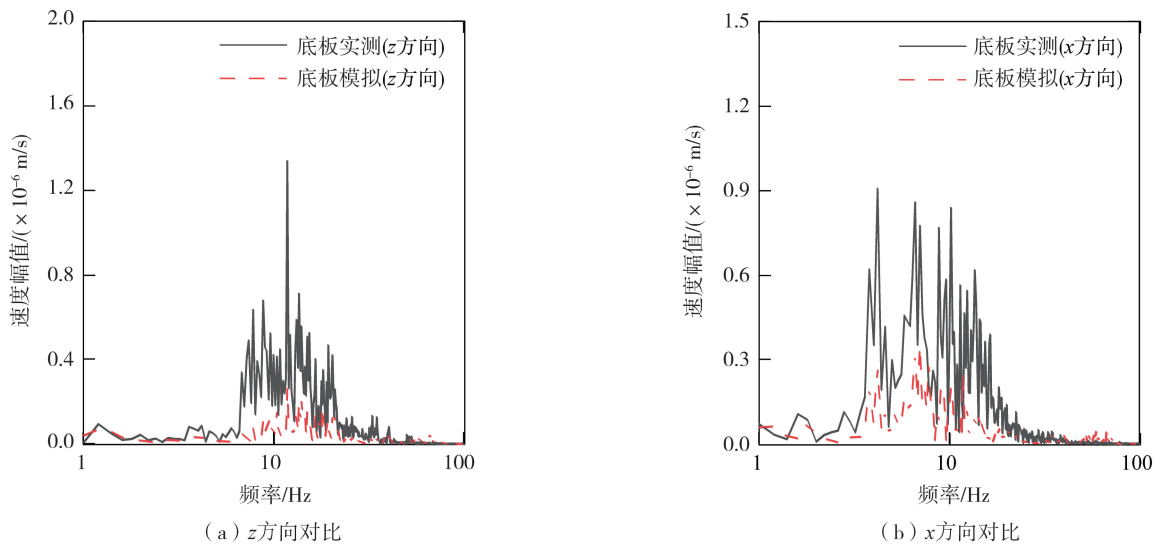 2.0
1.6
1.2
0.8
0.4
0.0
速度幅值/(×10⁻⁶ m/s)
底板实测(z方向)
底板模拟(z方向)
1
10
100
频率/Hz
（a）z方向对比
1.5
1.2
0.9
0.6
0.3
0.0
速度幅值/(×10⁻⁶ m/s)
底板实测(x方向)
底板模拟(x方向)
1
10
100
频率/Hz
（b）x方向对比